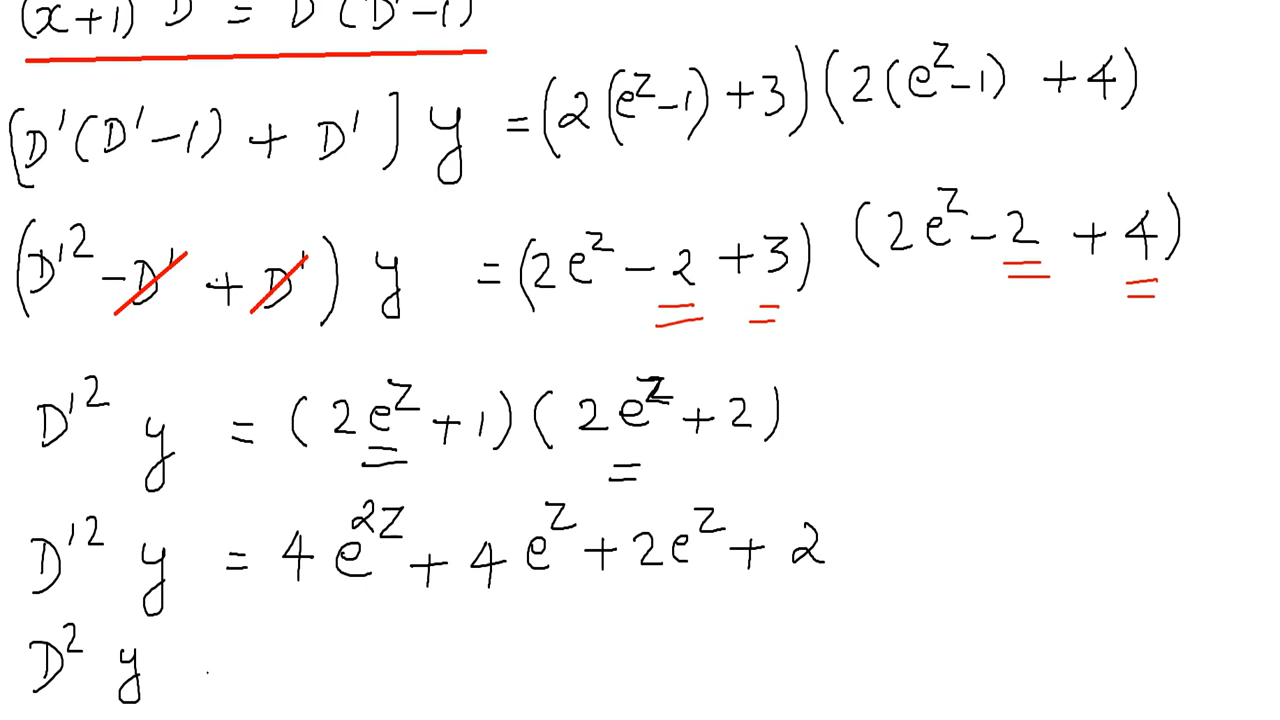 (x+1) D = D (D'-1)
[D'(D'-1) + D'] y = (2(e^z-1)+3)(2(e^z-1) +4)
(D'^2 -D' + D') y = (2e^z - 2 +3) (2e^z - 2 + 4)
D'^2 y = (2e^z+1)(2e^z+2)
D'^2 y = 4e^2z + 4e^z + 2e^z + 2
D^2 y